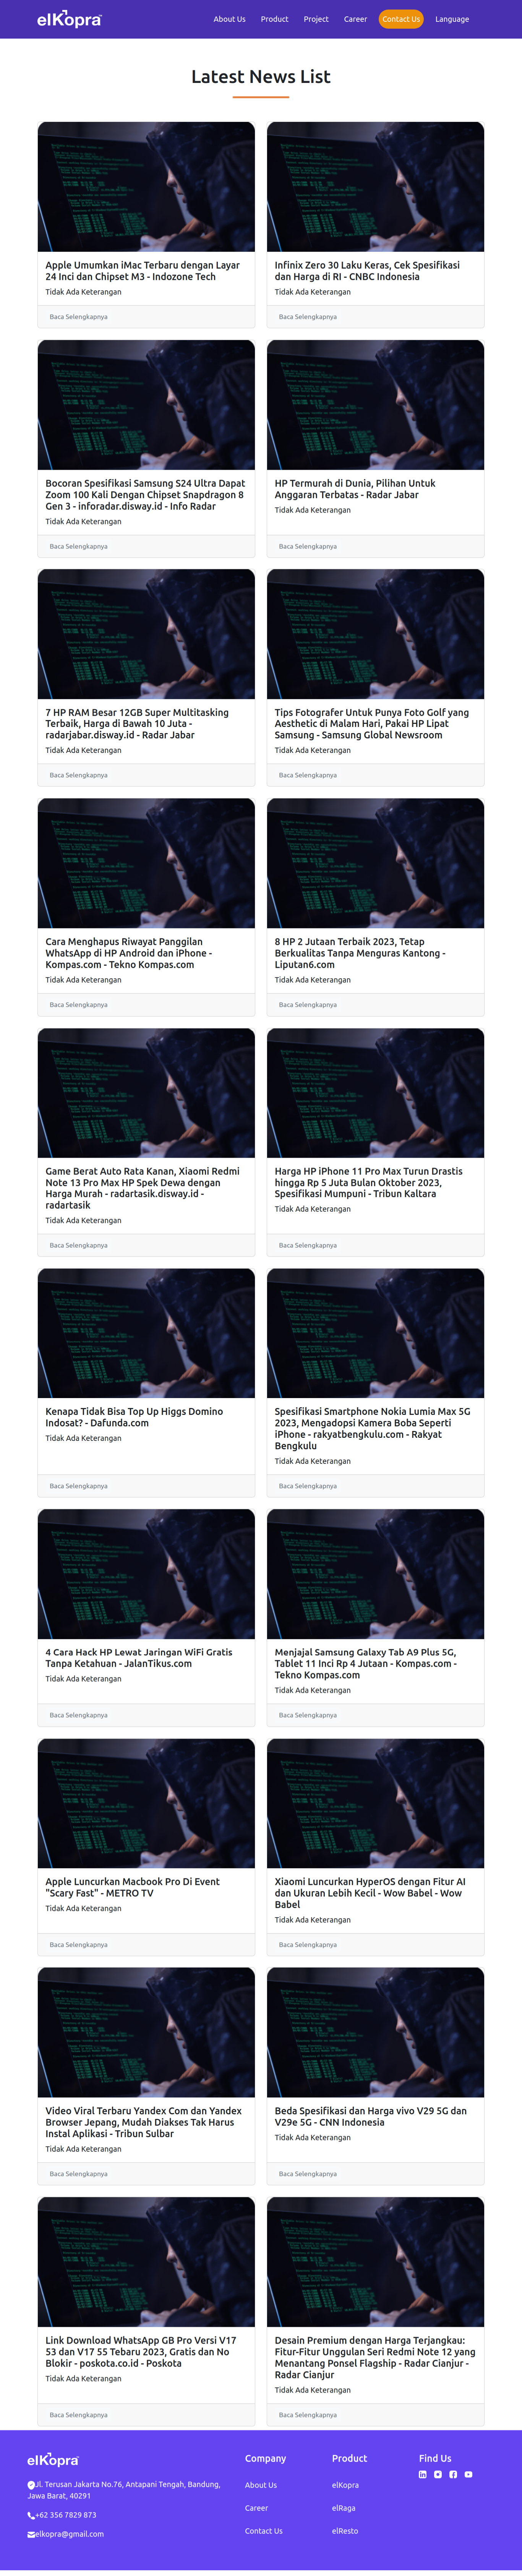 elKopra
About Us
Product
Project
Career
Contact Us
Language
Latest News List
Apple Umumkan iMac Terbaru dengan Layar
24 Inci dan Chipset M3 - Indozone Tech
Tidak Ada Keterangan
Baca Selengkapnya
Infinix Zero 30 Laku Keras, Cek Spesifikasi
dan Harga di RI - CNBC Indonesia
Tidak Ada Keterangan
Baca Selengkapnya
Bocoran Spesifikasi Samsung S24 Ultra Dapat
Zoom 100 Kali Dengan Chipset Snapdragon 8
Gen 3 - inforadar.disway.id - Info Radar
Tidak Ada Keterangan
Baca Selengkapnya
HP Termurah di Dunia, Pilihan Untuk
Anggaran Terbatas - Radar Jabar
Tidak Ada Keterangan
Baca Selengkapnya
7 HP RAM Besar 12GB Super Multitasking
Terbaik, Harga di Bawah 10 Juta -
radarjabar.disway.id - Radar Jabar
Tidak Ada Keterangan
Baca Selengkapnya
Tips Fotografer Untuk Punya Foto Golf yang
Aesthetic di Malam Hari, Pakai HP Lipat
Samsung - Samsung Global Newsroom
Tidak Ada Keterangan
Baca Selengkapnya
Cara Menghapus Riwayat Panggilan
WhatsApp di HP Android dan iPhone -
Kompas.com - Tekno Kompas.com
Tidak Ada Keterangan
Baca Selengkapnya
8 HP 2 Jutaan Terbaik 2023, Tetap
Berkualitas Tanpa Menguras Kantong -
Liputan6.com
Tidak Ada Keterangan
Baca Selengkapnya
Game Berat Auto Rata Kanan, Xiaomi Redmi
Note 13 Pro Max HP Spek Dewa dengan
Harga Murah - radartasik.disway.id -
radartasik
Tidak Ada Keterangan
Baca Selengkapnya
Harga HP iPhone 11 Pro Max Turun Drastis
hingga Rp 5 Juta Bulan Oktober 2023,
Spesifikasi Mumpuni - Tribun Kaltara
Tidak Ada Keterangan
Baca Selengkapnya
Kenapa Tidak Bisa Top Up Higgs Domino
Indosat? - Dafunda.com
Tidak Ada Keterangan
Baca Selengkapnya
Spesifikasi Smartphone Nokia Lumia Max 5G
2023, Mengadopsi Kamera Boba Seperti
iPhone - rakyatbengkulu.com - Rakyat
Bengkulu
Tidak Ada Keterangan
Baca Selengkapnya
4 Cara Hack HP Lewat Jaringan WiFi Gratis
Tanpa Ketahuan - JalanTikus.com
Tidak Ada Keterangan
Baca Selengkapnya
Menjajal Samsung Galaxy Tab A9 Plus 5G,
Tablet 11 Inci Rp 4 Jutaan - Kompas.com -
Tekno Kompas.com
Tidak Ada Keterangan
Baca Selengkapnya
Apple Luncurkan Macbook Pro Di Event
"Scary Fast" - METRO TV
Tidak Ada Keterangan
Baca Selengkapnya
Xiaomi Luncurkan HyperOS dengan Fitur AI
dan Ukuran Lebih Kecil - Wow Babel - Wow
Babel
Tidak Ada Keterangan
Baca Selengkapnya
Video Viral Terbaru Yandex Com dan Yandex
Browser Jepang, Mudah Diakses Tak Harus
Instal Aplikasi - Tribun Sulbar
Tidak Ada Keterangan
Baca Selengkapnya
Beda Spesifikasi dan Harga vivo V29 5G dan
V29e 5G - CNN Indonesia
Tidak Ada Keterangan
Baca Selengkapnya
Link Download WhatsApp GB Pro Versi V17
53 dan V17 55 Tebaru 2023, Gratis dan No
Blokir - poskota.co.id - Poskota
Tidak Ada Keterangan
Baca Selengkapnya
Desain Premium dengan Harga Terjangkau:
Fitur-Fitur Unggulan Seri Redmi Note 12 yang
Menantang Ponsel Flagship - Radar Cianjur -
Radar Cianjur
Tidak Ada Keterangan
Baca Selengkapnya
elKopra
Jl. Terusan Jakarta No.76, Antapani Tengah, Bandung,
Jawa Barat, 40291
+62 356 7829 873
elkopra@gmail.com
Company
About Us
Career
Contact Us
Product
elKopra
elRaga
elResto
Find Us